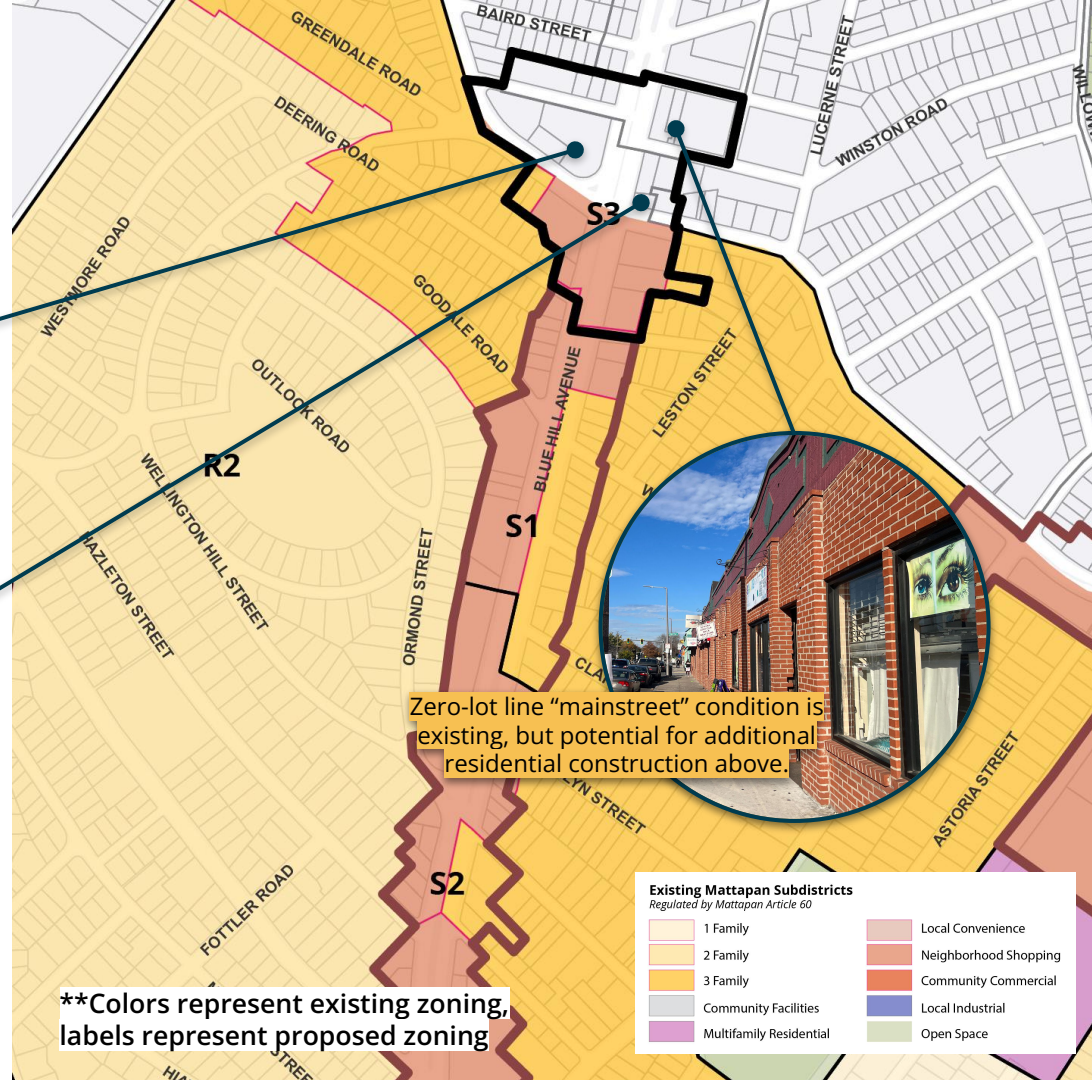 BAIRD STREET
GREENDALE ROAD
LUCERNE STREET
WINSTON ROAD
DEERING ROAD
S3
WESTMORE ROAD
GOODALE ROAD
OUTLOOK ROAD
BLUE HILL AVENUE
LESTON STREET
R2
WELLINGTON HILL STREET
S1
HAZLETON STREET
ORMOND STREET
Zero-lot line “mainstreet” condition is
existing, but potential for additional
residential construction above.
ASTORIA STREET
S2
FOTTLER ROAD
**Colors represent existing zoning,
labels represent proposed zoning
Existing Mattapan Subdistricts
Regulated by Mattapan Article 60
1 Family
2 Family
3 Family
Community Facilities
Multifamily Residential
Local Convenience
Neighborhood Shopping
Community Commercial
Local Industrial
Open Space